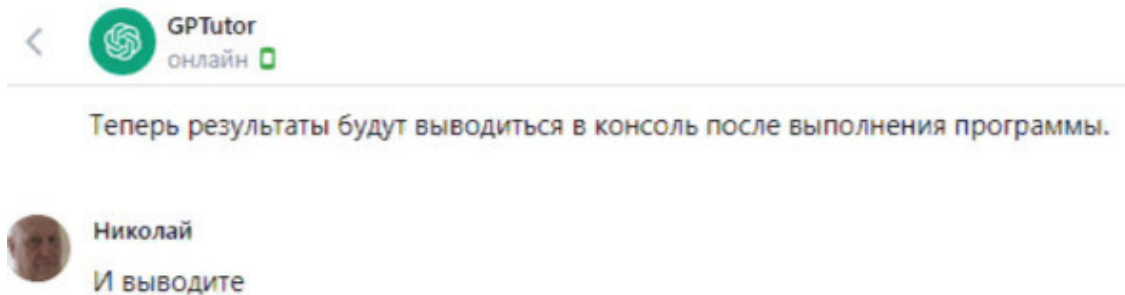 GPTutor
онлайн
Теперь результаты будут выводиться в консоль после выполнения программы.
Николай
И выводите